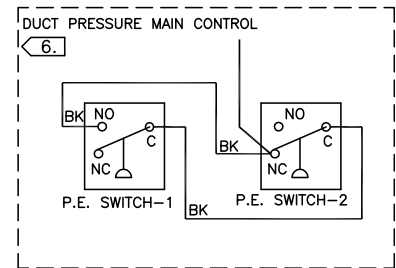 DUCT PRESSURE MAIN CONTROL
6.
BK NO
C
NC
P.E. SWITCH-1
BK
BK
NO
C
NC
P.E. SWITCH-2